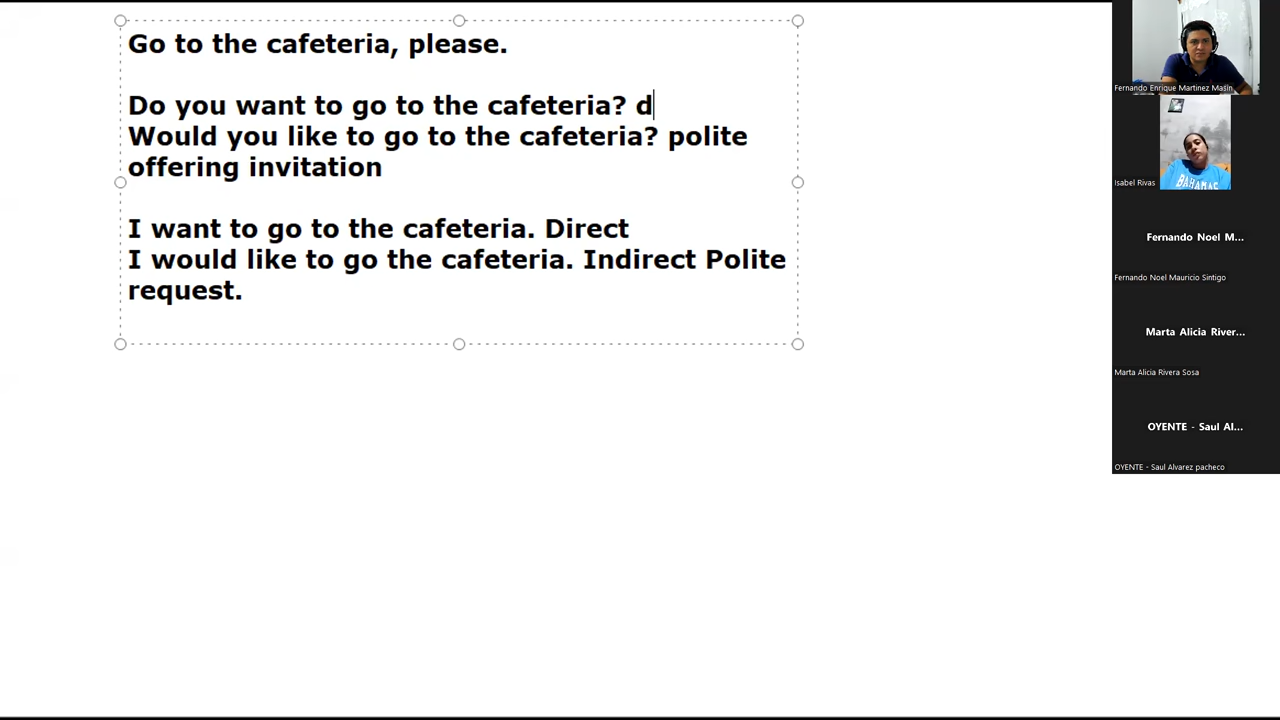 Go to the cafeteria, please.
Do you want to go to the cafeteria? d
Would you like to go to the cafeteria? polite
offering invitation
I want to go to the cafeteria. Direct
I would like to go the cafeteria. Indirect Polite
request.
Fernando Enrique Martinez Masin
BAHAMAS
Isabel Rivas
Fernando Noel M...
Fernando Noel Mauricio Sintigo
Marta Alicia River...
Marta Alicia Rivera Sosa
OYENTE - Saul Al...
OYENTE - Saul Alvarez pacheco